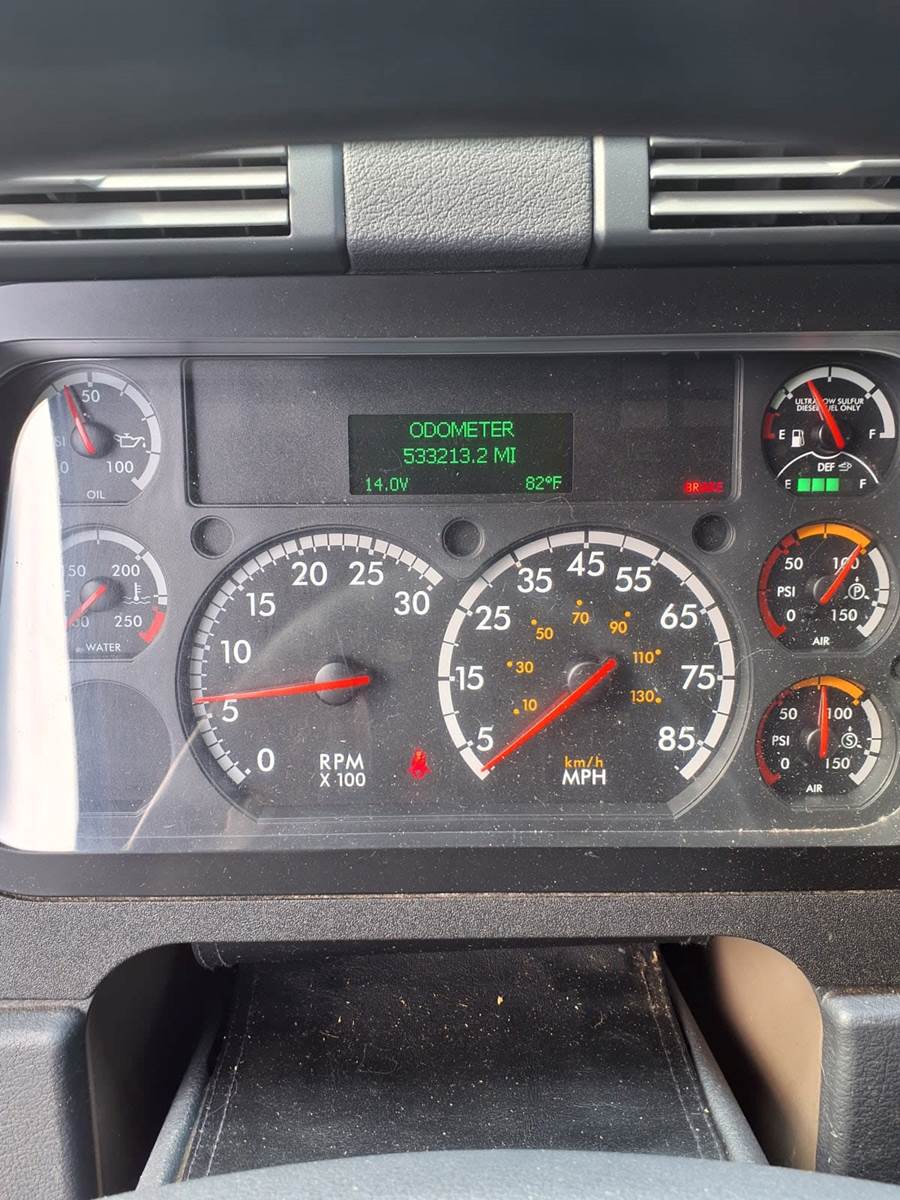 50
100
OIL
ODOMETER
533213.2 MI
14.0V 82°F
BRAKE
ULTRA LOW SULFUR
DIESEL FUEL ONLY
E F
DEF
E F
200
250
WATER
0
5
10
15
20
25
30
RPM
X 100
5
15
25
35
45
55
65
75
85
10
30
50
70
90
110
130
km/h
MPH
50 100
PSI P
0 150
AIR
50 100
PSI S
0 150
AIR